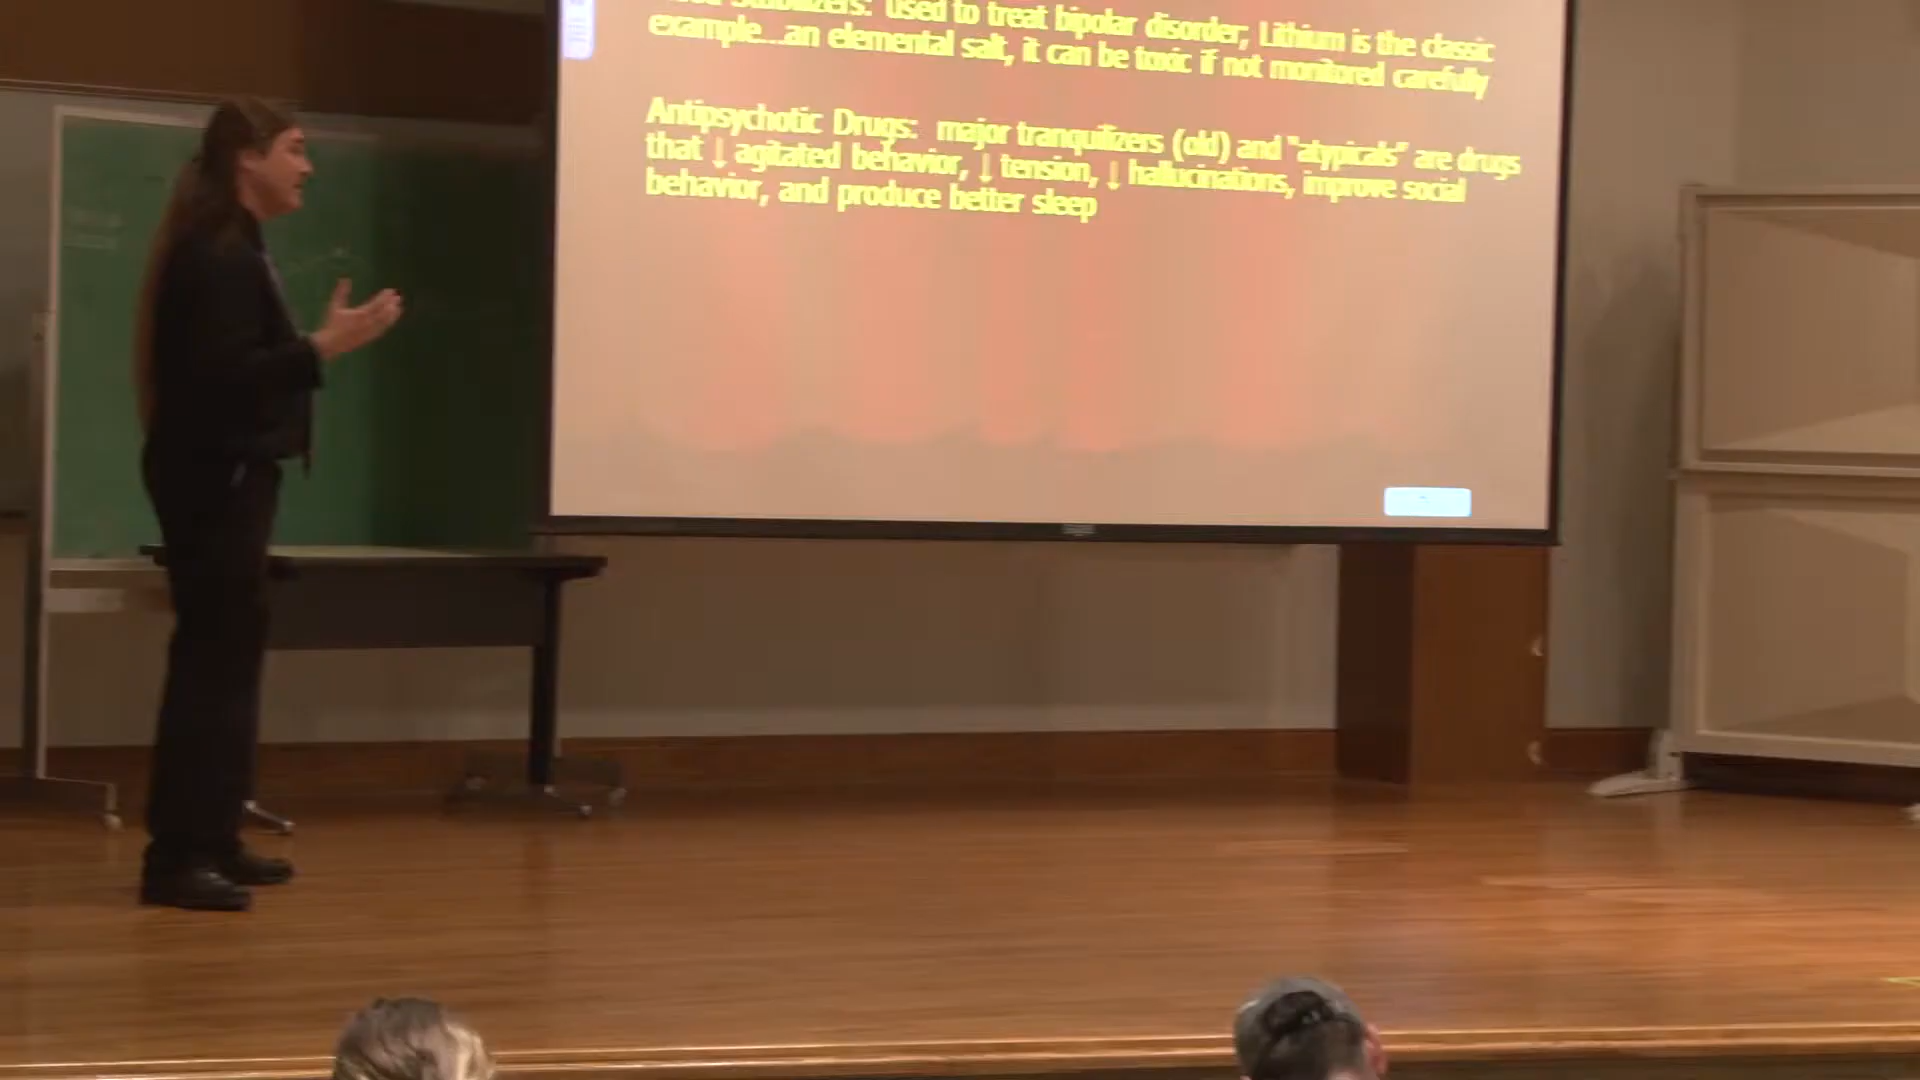 Stabilizers: used to treat bipolar disorder; Lithium is the classic
example...an elemental salt, it can be toxic if not monitored carefully
Antipsychotic Drugs: major tranquilizers (old) and "atypicals" are drugs
that ↓ agitated behavior, ↓ tension, ↓ hallucinations, improve social
behavior, and produce better sleep